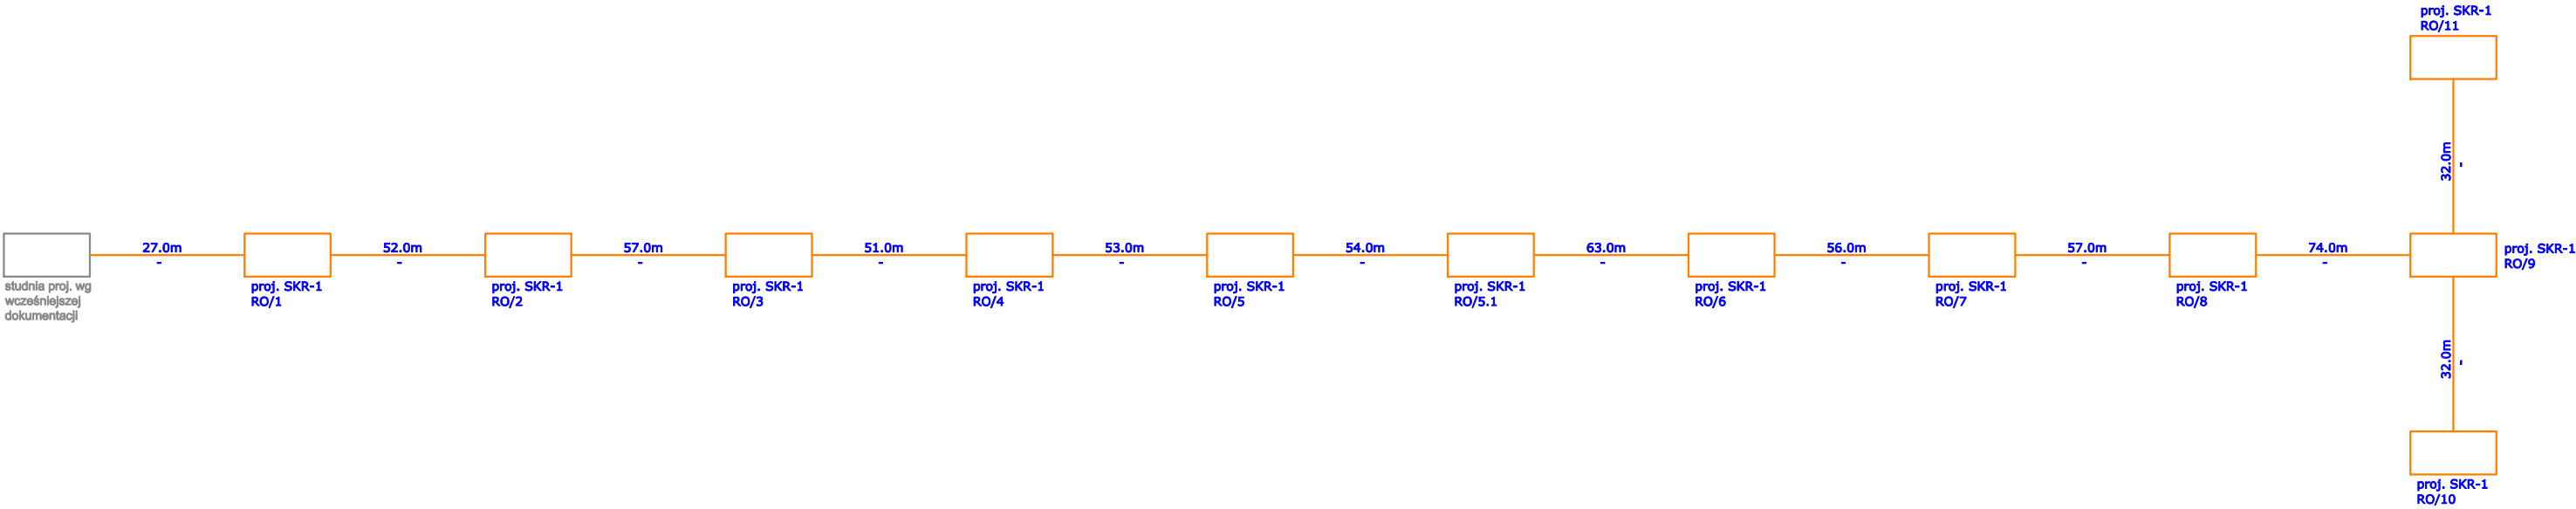 proj. SKR-1
RO/11
32.0m
-
27.0m
-
52.0m
-
57.0m
-
51.0m
-
53.0m
-
54.0m
-
63.0m
-
56.0m
-
57.0m
-
74.0m
-
proj. SKR-1
RO/9
studnia proj. wg
wcześniejszej
dokumentacji
proj. SKR-1
RO/1
proj. SKR-1
RO/2
proj. SKR-1
RO/3
proj. SKR-1
RO/4
proj. SKR-1
RO/5
proj. SKR-1
RO/5.1
proj. SKR-1
RO/6
proj. SKR-1
RO/7
proj. SKR-1
RO/8
32.0m
-
proj. SKR-1
RO/10